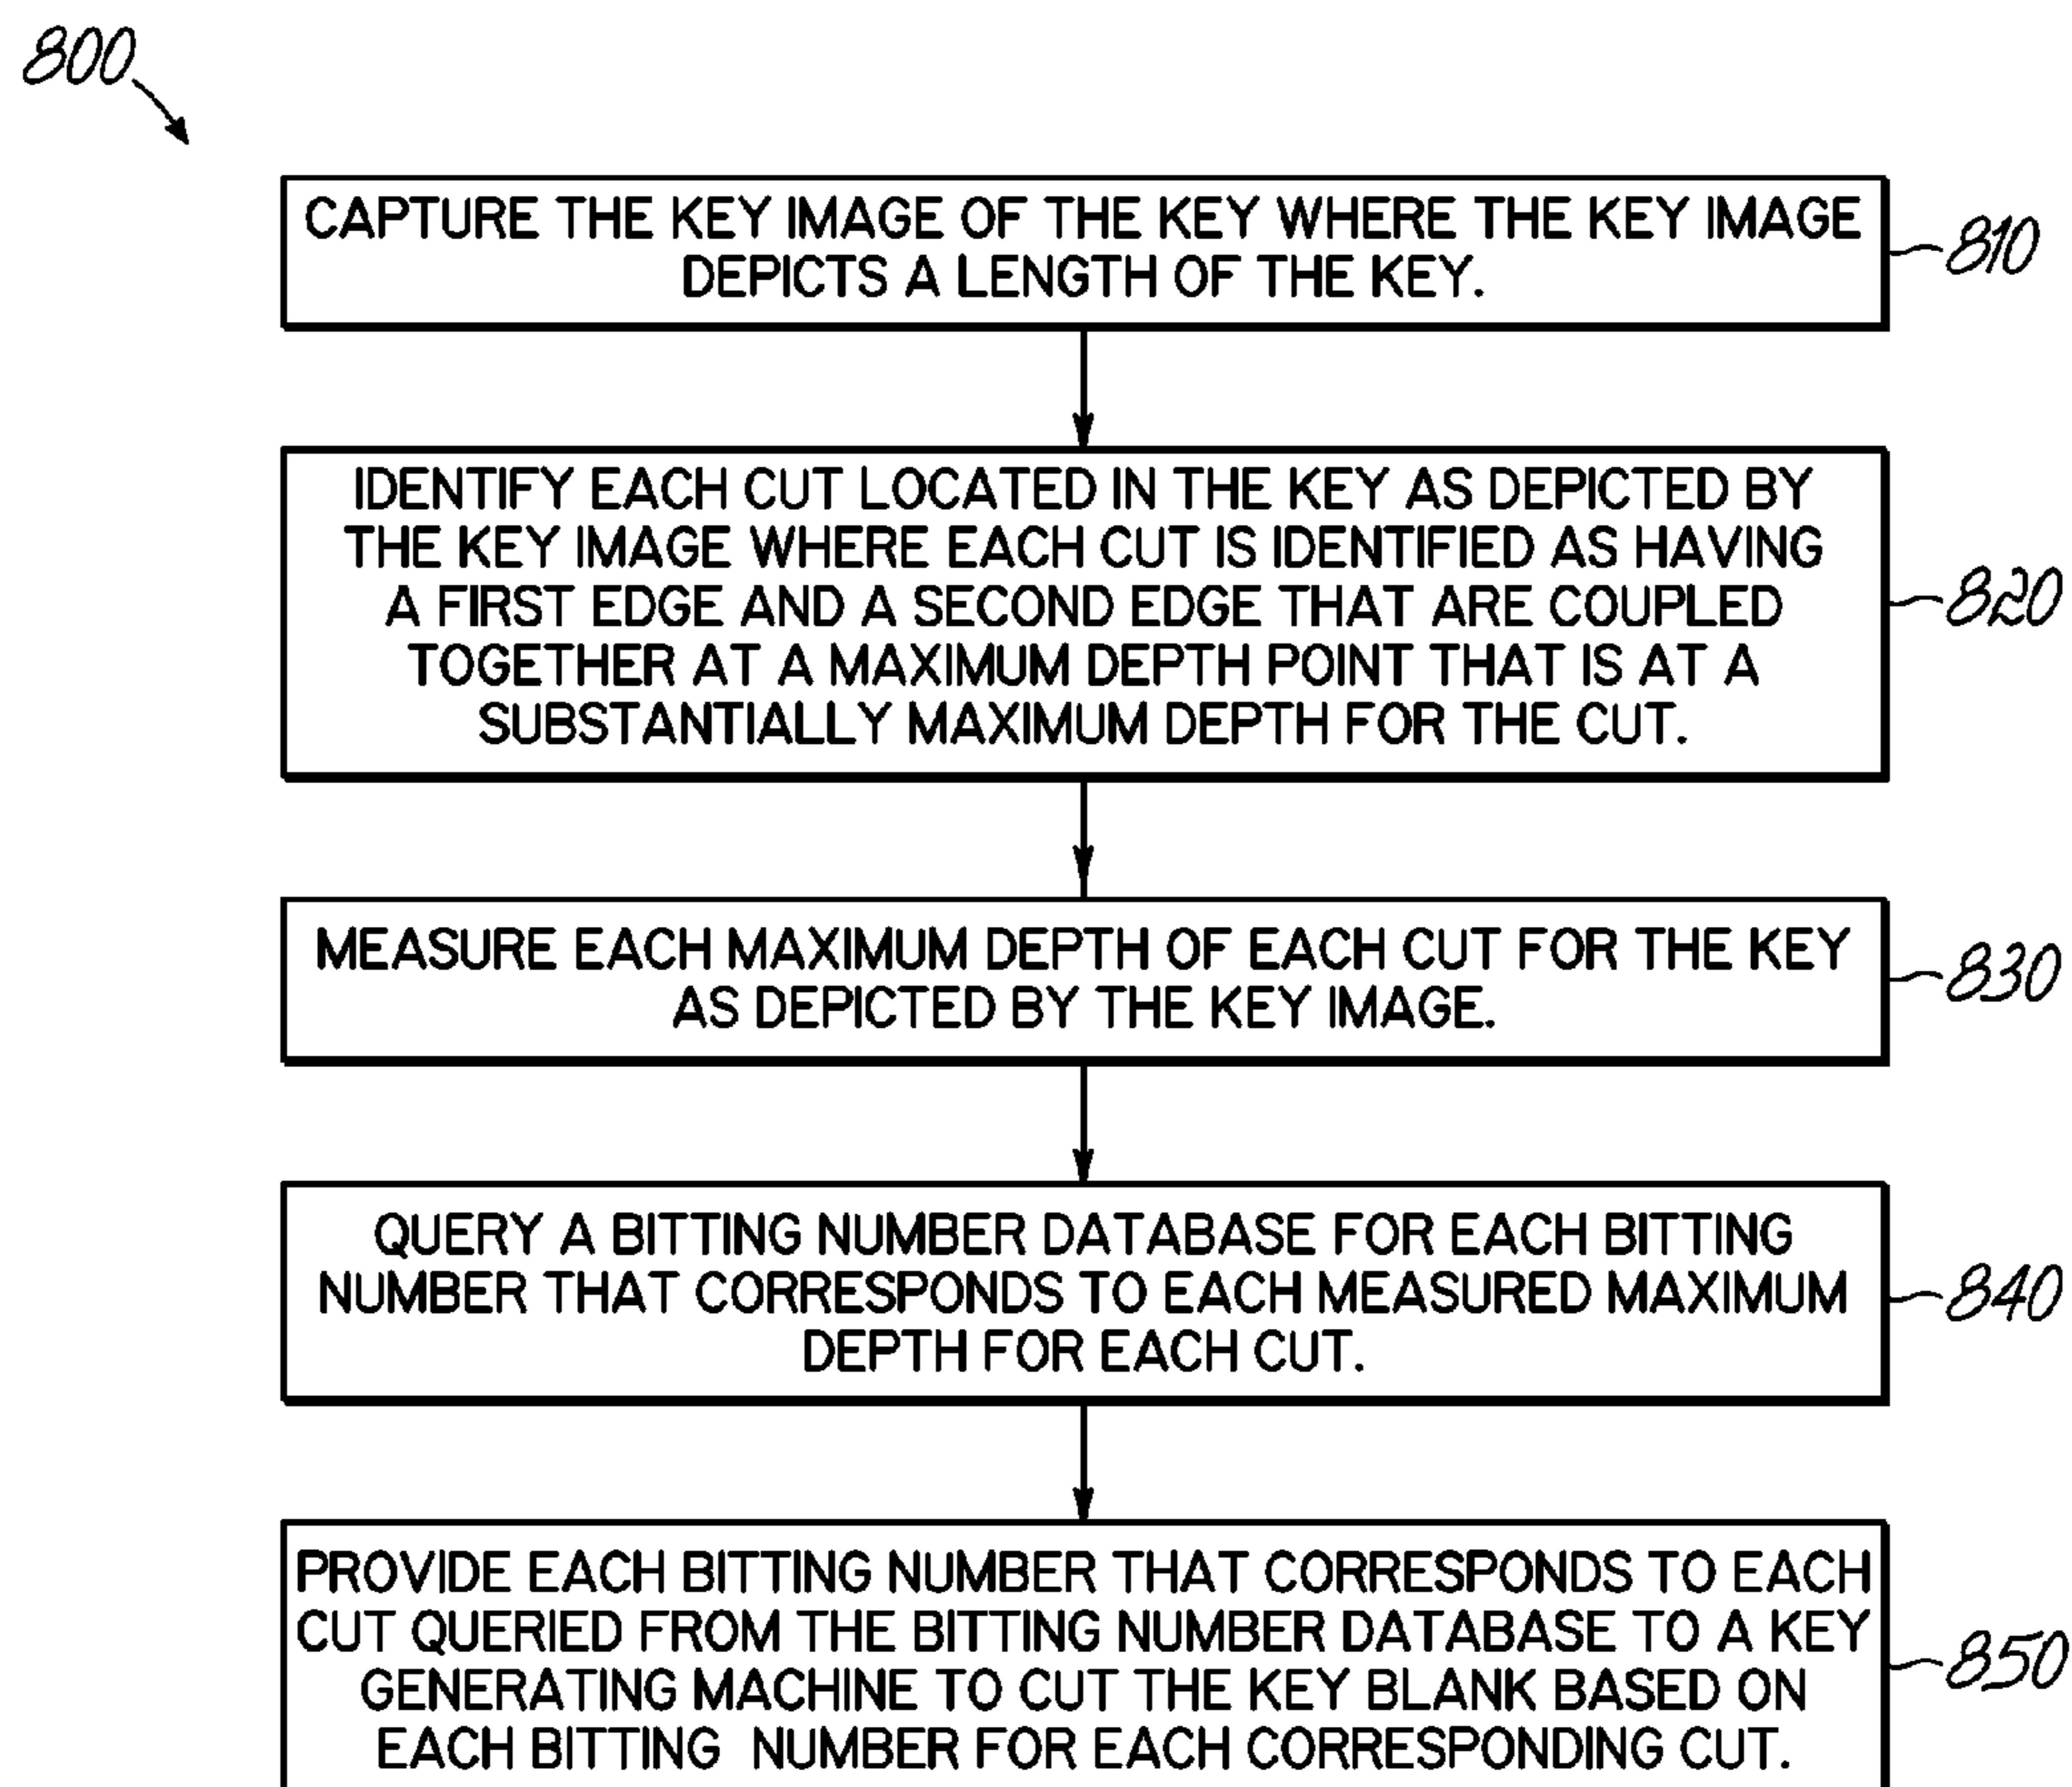 800
CAPTURE THE KEY IMAGE OF THE KEY WHERE THE KEY IMAGE
DEPICTS A LENGTH OF THE KEY.
810
IDENTIFY EACH CUT LOCATED IN THE KEY AS DEPICTED BY
THE KEY IMAGE WHERE EACH CUT IS IDENTIFIED AS HAVING
A FIRST EDGE AND A SECOND EDGE THAT ARE COUPLED
TOGETHER AT A MAXIMUM DEPTH POINT THAT IS AT A
SUBSTANTIALLY MAXIMUM DEPTH FOR THE CUT.
820
MEASURE EACH MAXIMUM DEPTH OF EACH CUT FOR THE KEY
AS DEPICTED BY THE KEY IMAGE.
830
QUERY A BITTING NUMBER DATABASE FOR EACH BITTING
NUMBER THAT CORRESPONDS TO EACH MEASURED MAXIMUM
DEPTH FOR EACH CUT.
840
PROVIDE EACH BITTING NUMBER THAT CORRESPONDS TO EACH
CUT QUERIED FROM THE BITTING NUMBER DATABASE TO A KEY
GENERATING MACHINE TO CUT THE KEY BLANK BASED ON
EACH BITTING NUMBER FOR EACH CORRESPONDING CUT.
850